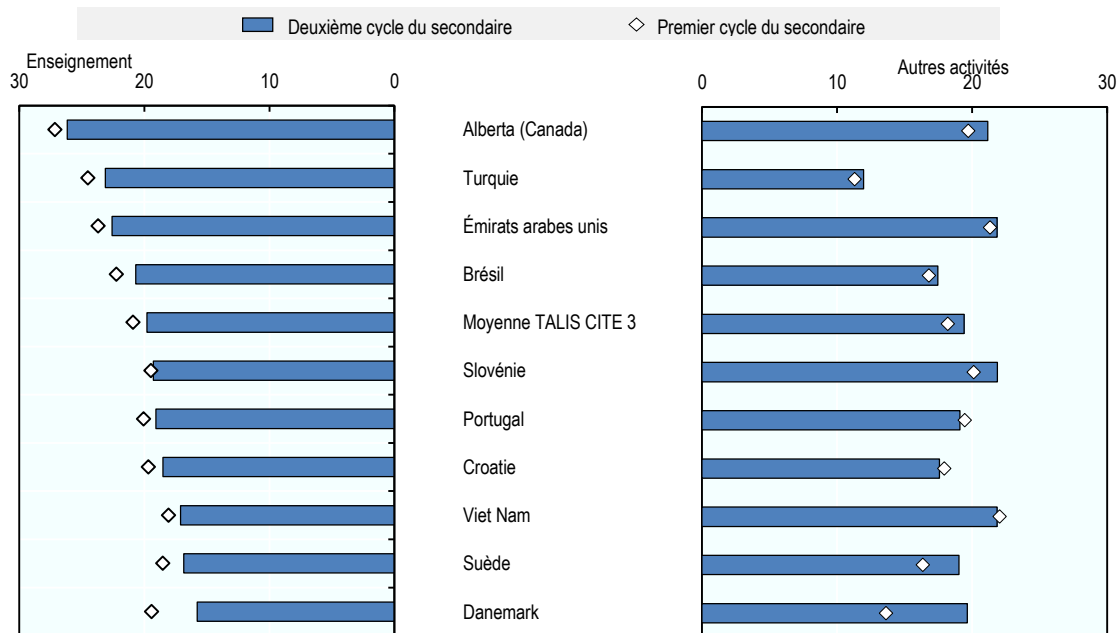 Deuxième cycle du secondaire
Premier cycle du secondaire
Enseignement
Autres activités
30
20
10
0
0
10
20
30
Alberta (Canada)
Turquie
Émirats arabes unis
Brésil
Moyenne TALIS CITE 3
Slovénie
Portugal
Croatie
Viet Nam
Suède
Danemark